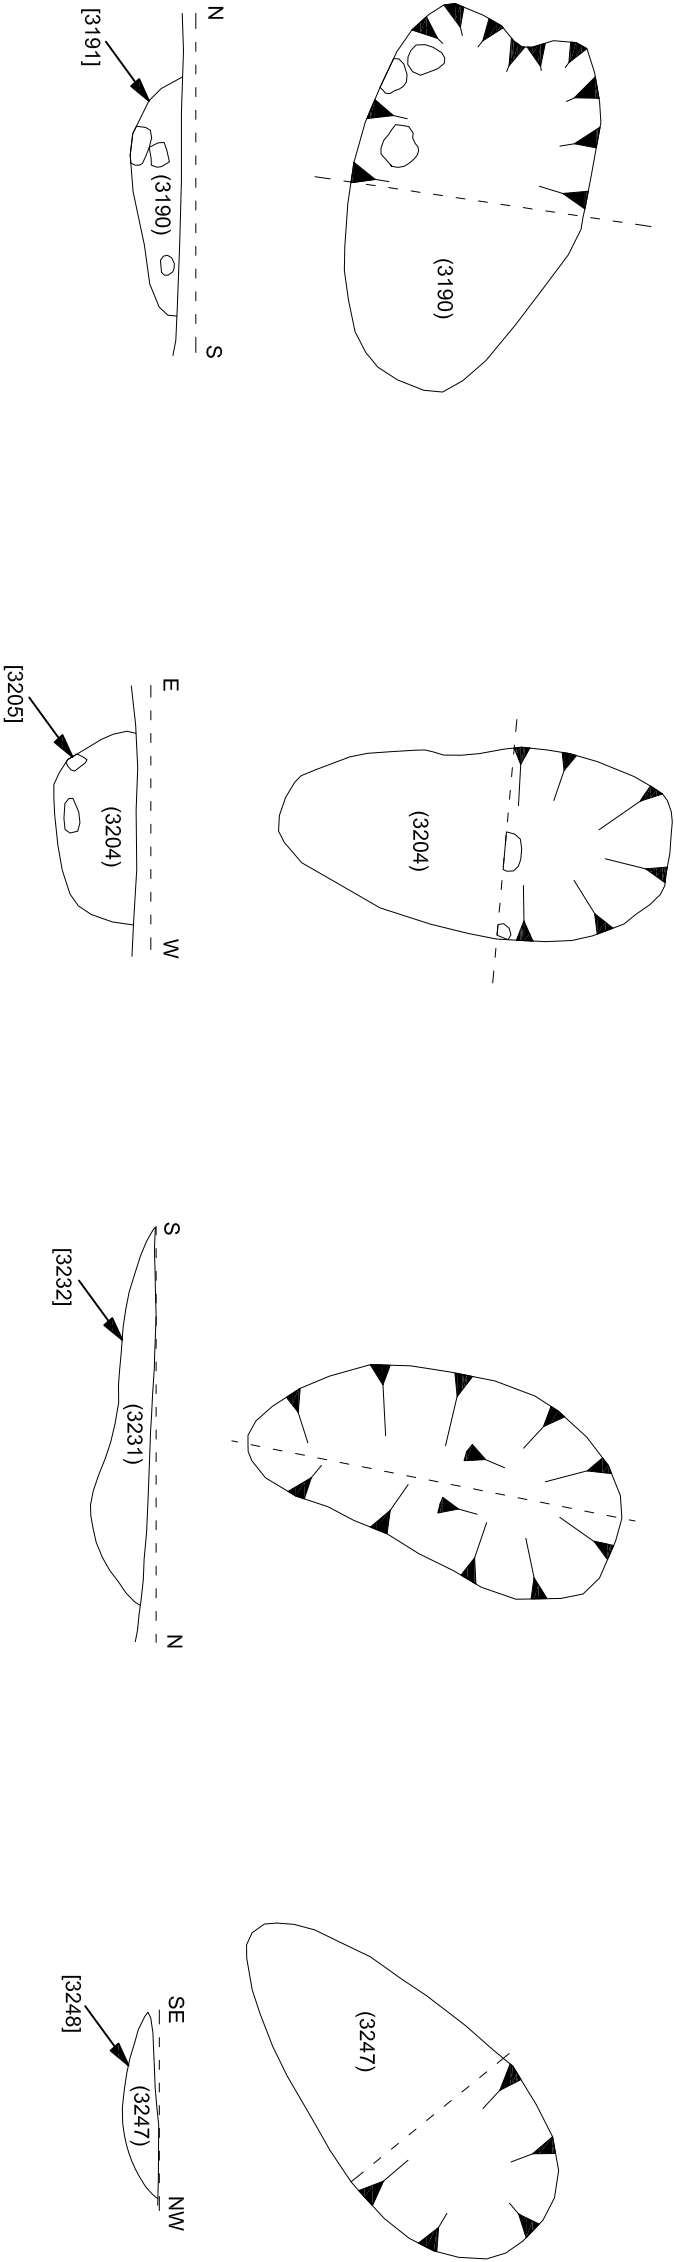 N
S
[3191]
(3190)
(3190)
E
W
[3205]
(3204)
(3204)
S
N
[3232]
(3231)
SE
NW
[3248]
(3247)
(3247)